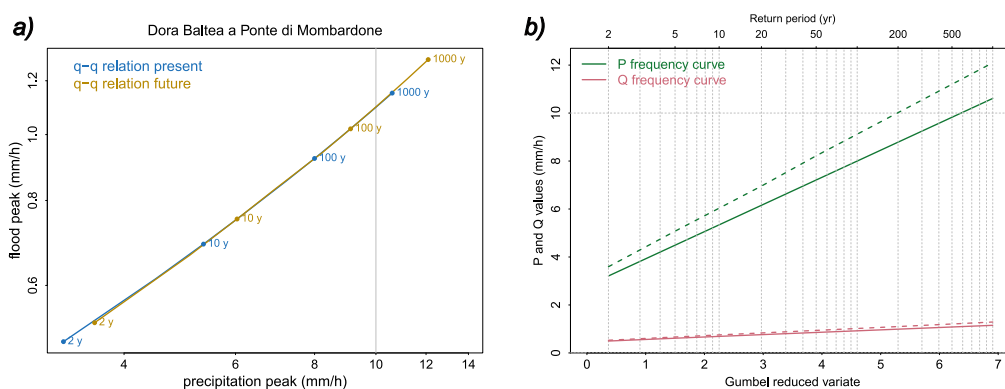 a)
Dora Baltea a Ponte di Mombardone
q−q relation present
q−q relation future
1000 y
1000 y
100 y
100 y
10 y
10 y
2 y
2 y
flood peak (mm/h)
0.6
0.8
1.0
1.2
4
6
8
10
12
14
precipitation peak (mm/h)
b)
Return period (yr)
2
5
10
20
50
100
200
500
P frequency curve
Q frequency curve
P and Q values (mm/h)
0
2
4
6
8
10
12
0
1
2
3
4
5
6
7
Gumbel reduced variate